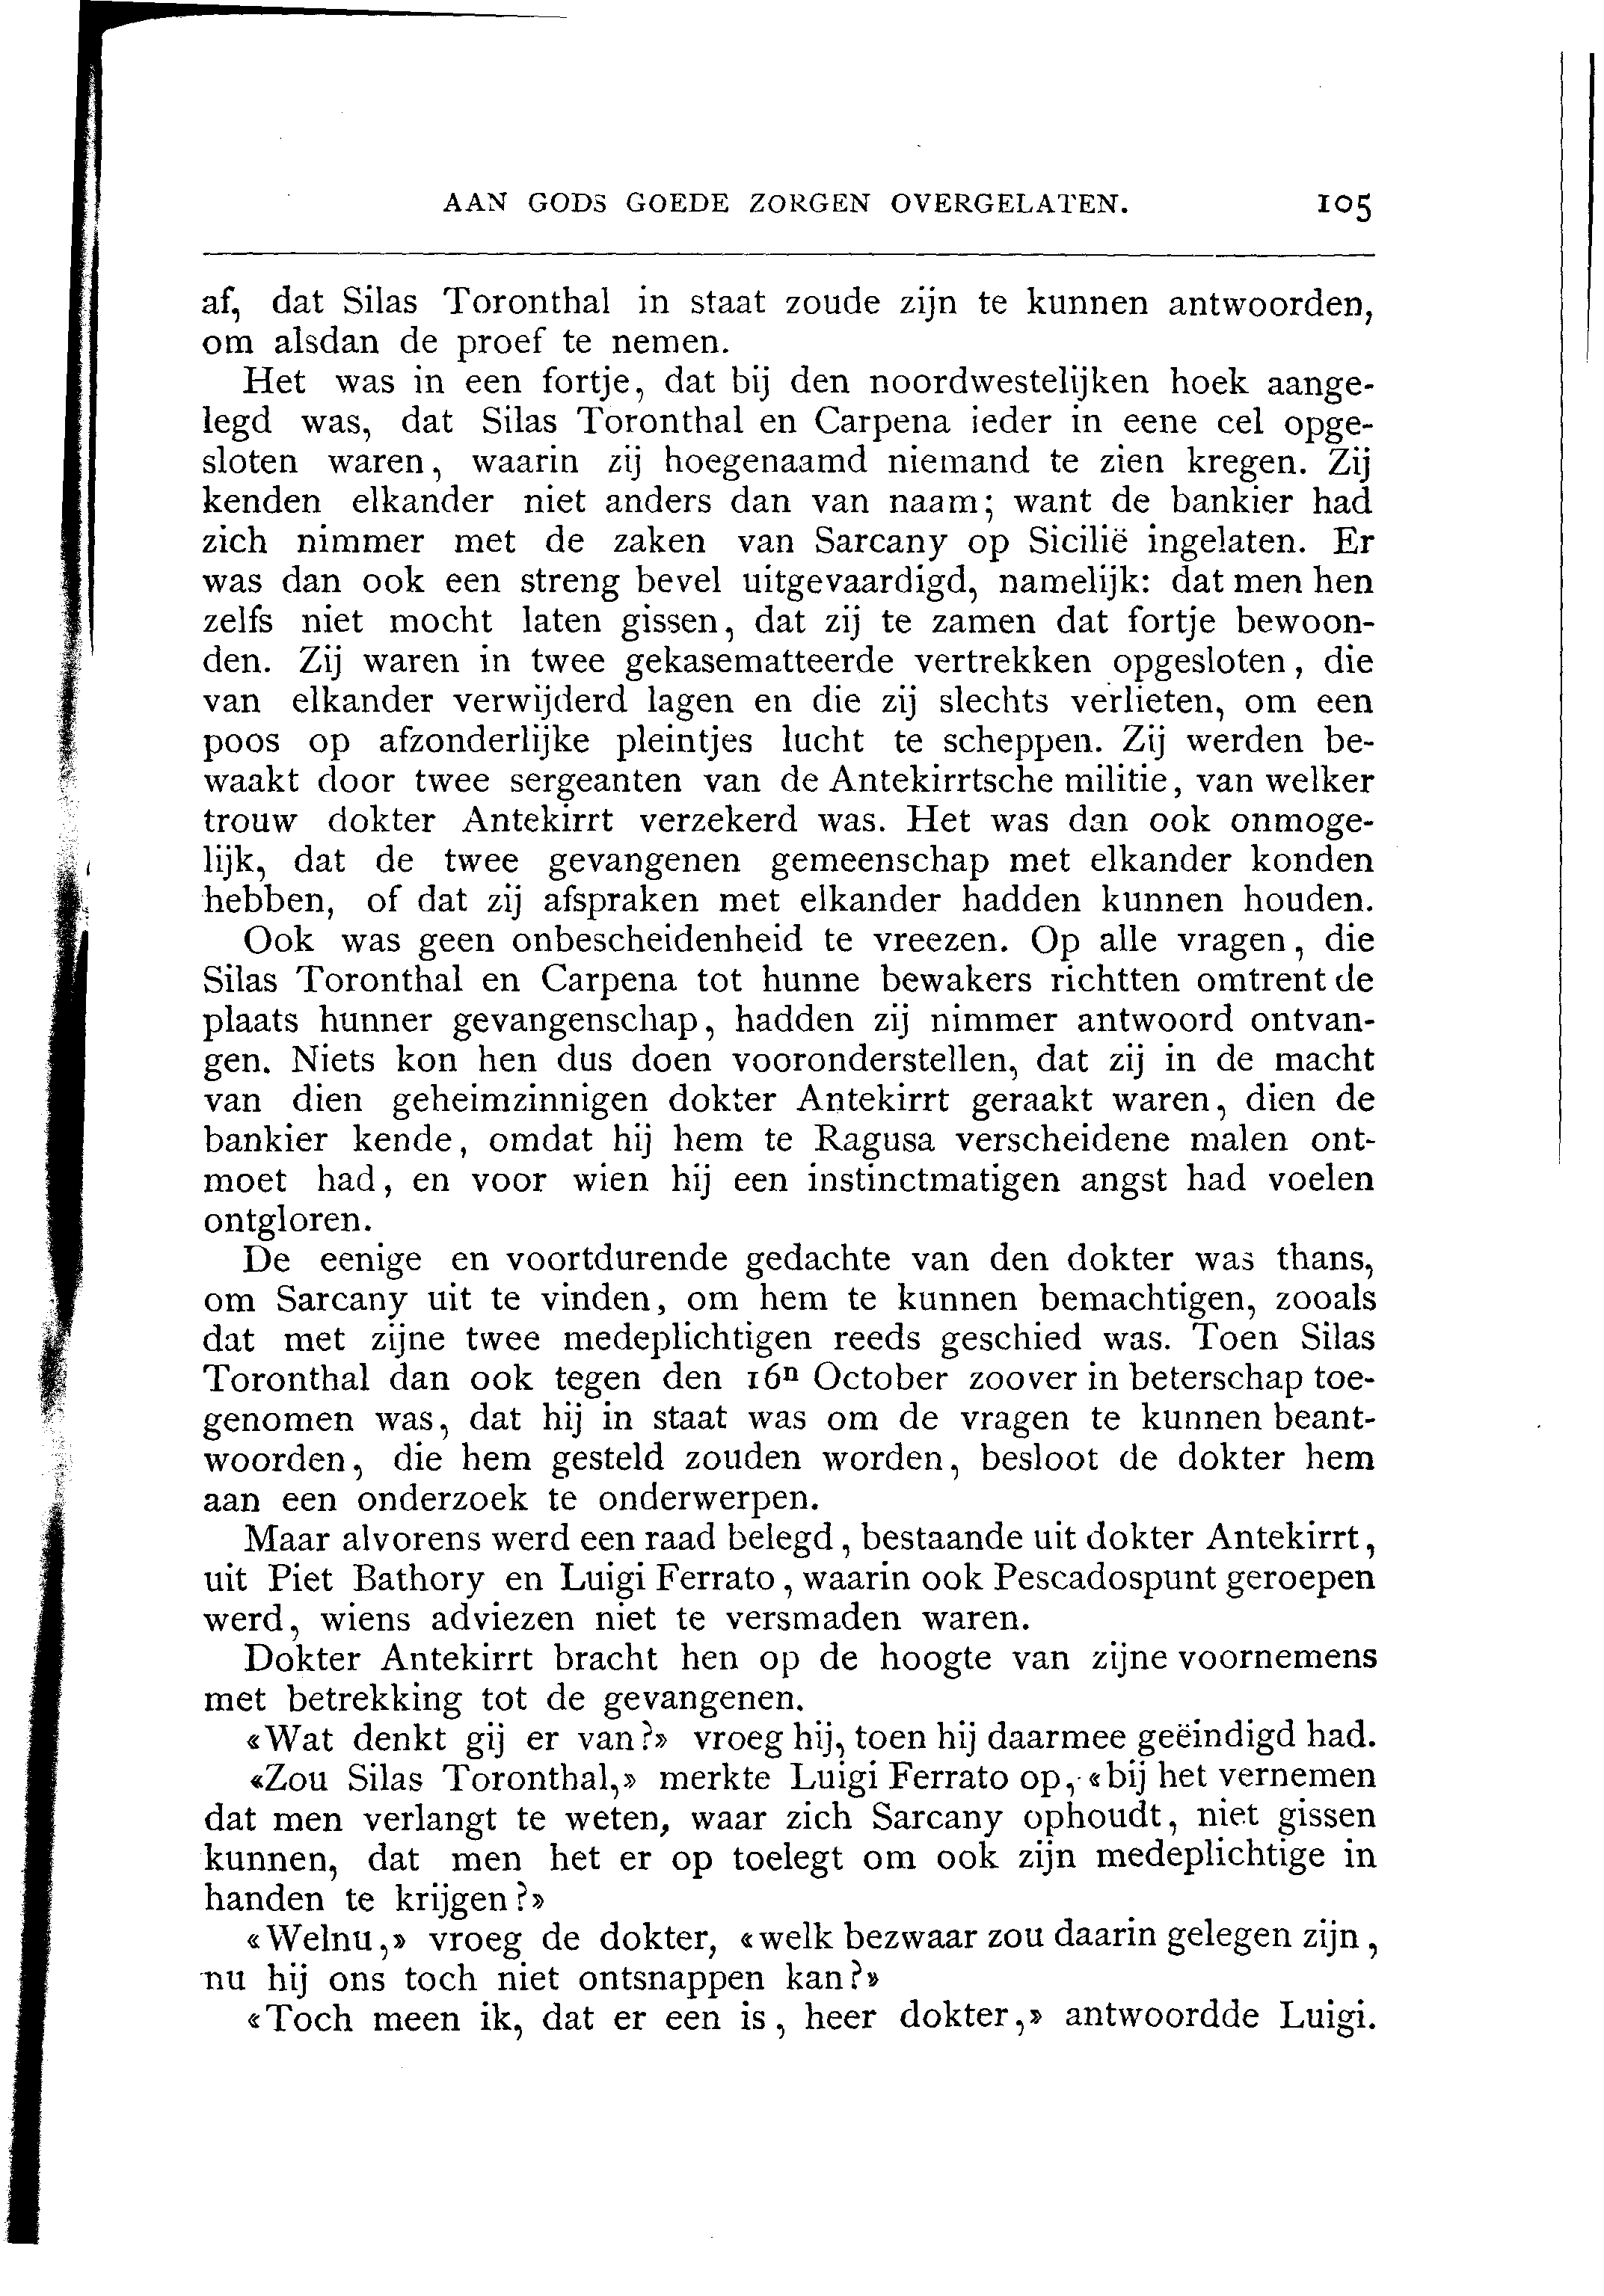 AAN GODS GOEDE ZORGEN OVERGELATEN. 105
af, dat Silas Toronthal in staat zoude zijn te kunnen antwoorden,
om alsdan de proef te nemen.
Het was in een fortje, dat bij den noordwestelijken hoek aange-
legd was, dat Silas Toronthal en Carpena ieder in eene cel opge-
sloten waren, waarin zij hoegenaamd niemand te zien kregen. Zij
kenden elkander niet anders dan van naam; want de bankier had
zich nimmer met de zaken van Sarcany op Sicilië ingelaten. Er
was dan ook een streng bevel uitgevaardigd, namelijk: dat men hen
zelfs niet mocht laten gissen, dat zij te zamen dat fortje bewoon-
den. Zij waren in twee gekasematteerde vertrekken opgesloten, die
van elkander verwijderd lagen en die zij slechts verlieten, om een
poos op afzonderlijke pleintjes lucht te scheppen. Zij werden be-
waakt door twee sergeanten van de Antekirrtsche militie, van welker
trouw dokter Antekirrt verzekerd was. Het was dan ook onmoge-
lijk, dat de twee gevangenen gemeenschap met elkander konden
hebben, of dat zij afspraken met elkander hadden kunnen houden.
Ook was geen onbescheidenheid te vreezen. Op alle vragen, die
Silas Toronthal en Carpena tot hunne bewakers richtten omtrent de
plaats hunner gevangenschap, hadden zij nimmer antwoord ontvan-
gen. Niets kon hen dus doen vooronderstellen, dat zij in de macht
van dien geheimzinnigen dokter Antekirrt geraakt waren, dien de
bankier kende, omdat hij hem te Ragusa verscheidene malen ont-
moet had, en voor wien hij een instinctmatigen angst had voelen
ontgloren.
De eenige en voortdurende gedachte van den dokter was thans,
om Sarcany uit te vinden, om hem te kunnen bemachtigen, zooals
dat met zijne twee medeplichtigen reeds geschied was. Toen Silas
Toronthal dan ook tegen den 16n October zoover in beterschap toe-
genomen was, dat hij in staat was om de vragen te kunnen beant-
woorden, die hem gesteld zouden worden, besloot de dokter hem
aan een onderzoek te onderwerpen.
Maar alvorens werd een raad belegd, bestaande uit dokter Antekirrt,
uit Piet Bathory en Luigi Ferrato, waarin ook Pescadospunt geroepen
werd, wiens adviezen niet te versmaden waren.
Dokter Antekirrt bracht hen op de hoogte van zijne voornemens
met betrekking tot de gevangenen.
«Wat denkt gij er van?» vroeg hij, toen hij daarmee geëindigd had.
«Zou Silas Toronthal,» merkte Luigi Ferrato op, «bij het vernemen
dat men verlangt te weten, waar zich Sarcany ophoudt, niet gissen
kunnen, dat men het er op toelegt om ook zijn medeplichtige in
handen te krijgen?»
«Welnu,» vroeg de dokter, «welk bezwaar zou daarin gelegen zijn,
nu hij ons toch niet ontsnappen kan?»
«Toch meen ik, dat er een is, heer dokter,» antwoordde Luigi.